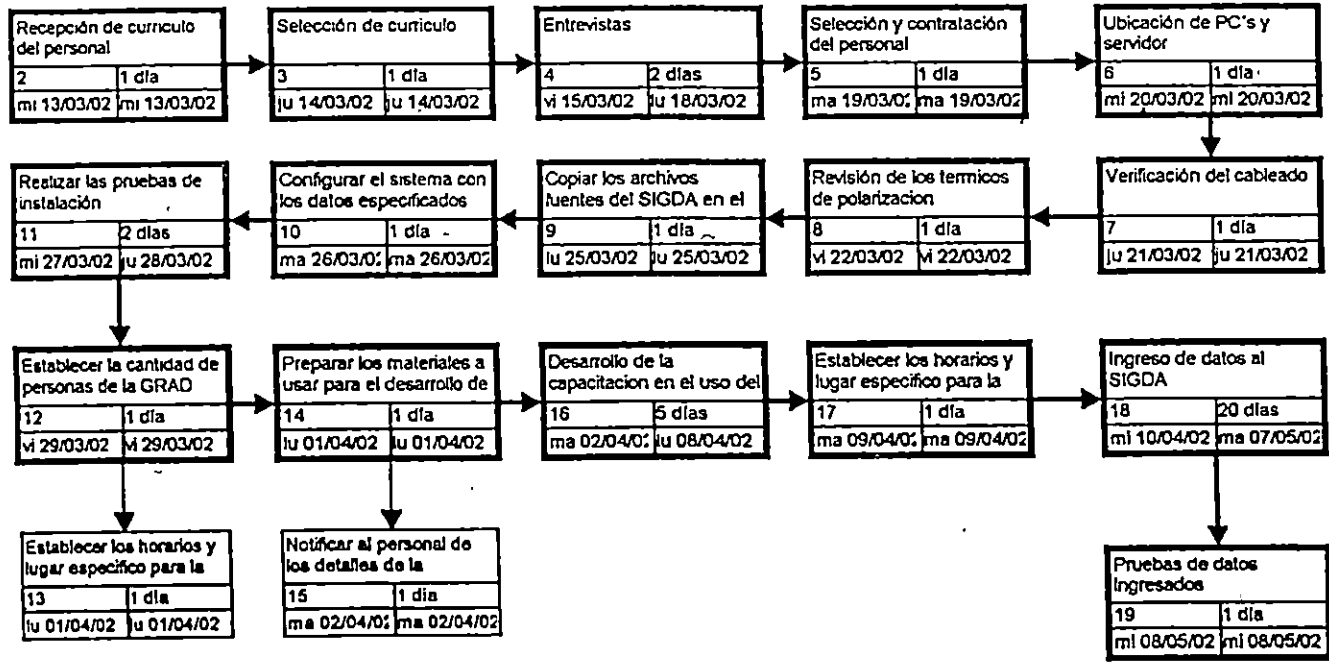 Recepción de curriculo
del personal
2 1 día
mi 13/03/02 mi 13/03/02
Selección de curriculo
3 1 día
ju 14/03/02 ju 14/03/02
Entrevistas
4 2 días
vi 15/03/02 lu 18/03/02
Selección y contratación
del personal
5 1 día
ma 19/03/02 ma 19/03/02
Ubicación de PC's y
servidor
6 1 día
mi 20/03/02 mi 20/03/02
Realizar las pruebas de
instalación
11 2 días
mi 27/03/02 ju 28/03/02
Configurar el sistema con
los datos especificados
10 1 día
ma 26/03/02 ma 26/03/02
Copiar los archivos
fuentes del SIGDA en el
9 1 día
lu 25/03/02 lu 25/03/02
Revisión de los termicos
de polarizacion
8 1 día
vi 22/03/02 vi 22/03/02
Verificación del cableado
7 1 día
ju 21/03/02 ju 21/03/02
Establecer la cantidad de
personas de la GRAD
12 1 día
vi 29/03/02 vi 29/03/02
Preparar los materiales a
usar para el desarrollo de
14 1 día
lu 01/04/02 lu 01/04/02
Desarrollo de la
capacitacion en el uso del
16 5 días
ma 02/04/02 lu 08/04/02
Establecer los horarios y
lugar especifico para la
17 1 día
ma 09/04/02 ma 09/04/02
Ingreso de datos al
SIGDA
18 20 días
mi 10/04/02 ma 07/05/02
Establecer los horarios y
lugar especifico para la
13 1 día
lu 01/04/02 lu 01/04/02
Notificar al personal de
los detalles de la
15 1 día
ma 02/04/02 ma 02/04/02
Pruebas de datos
Ingresados
19 1 día
mi 08/05/02 mi 08/05/02